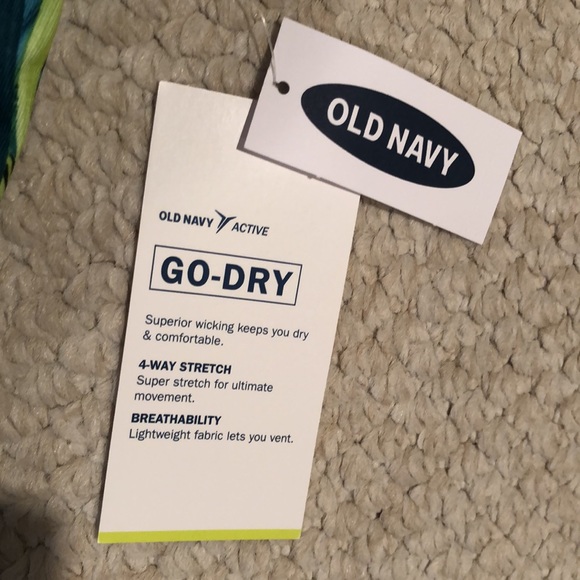 OLD NAVY
OLD NAVY ACTIVE
GO-DRY
Superior wicking keeps you dry
& comfortable.
4-WAY STRETCH
Super stretch for ultimate
movement.
BREATHABILITY
Lightweight fabric lets you vent.